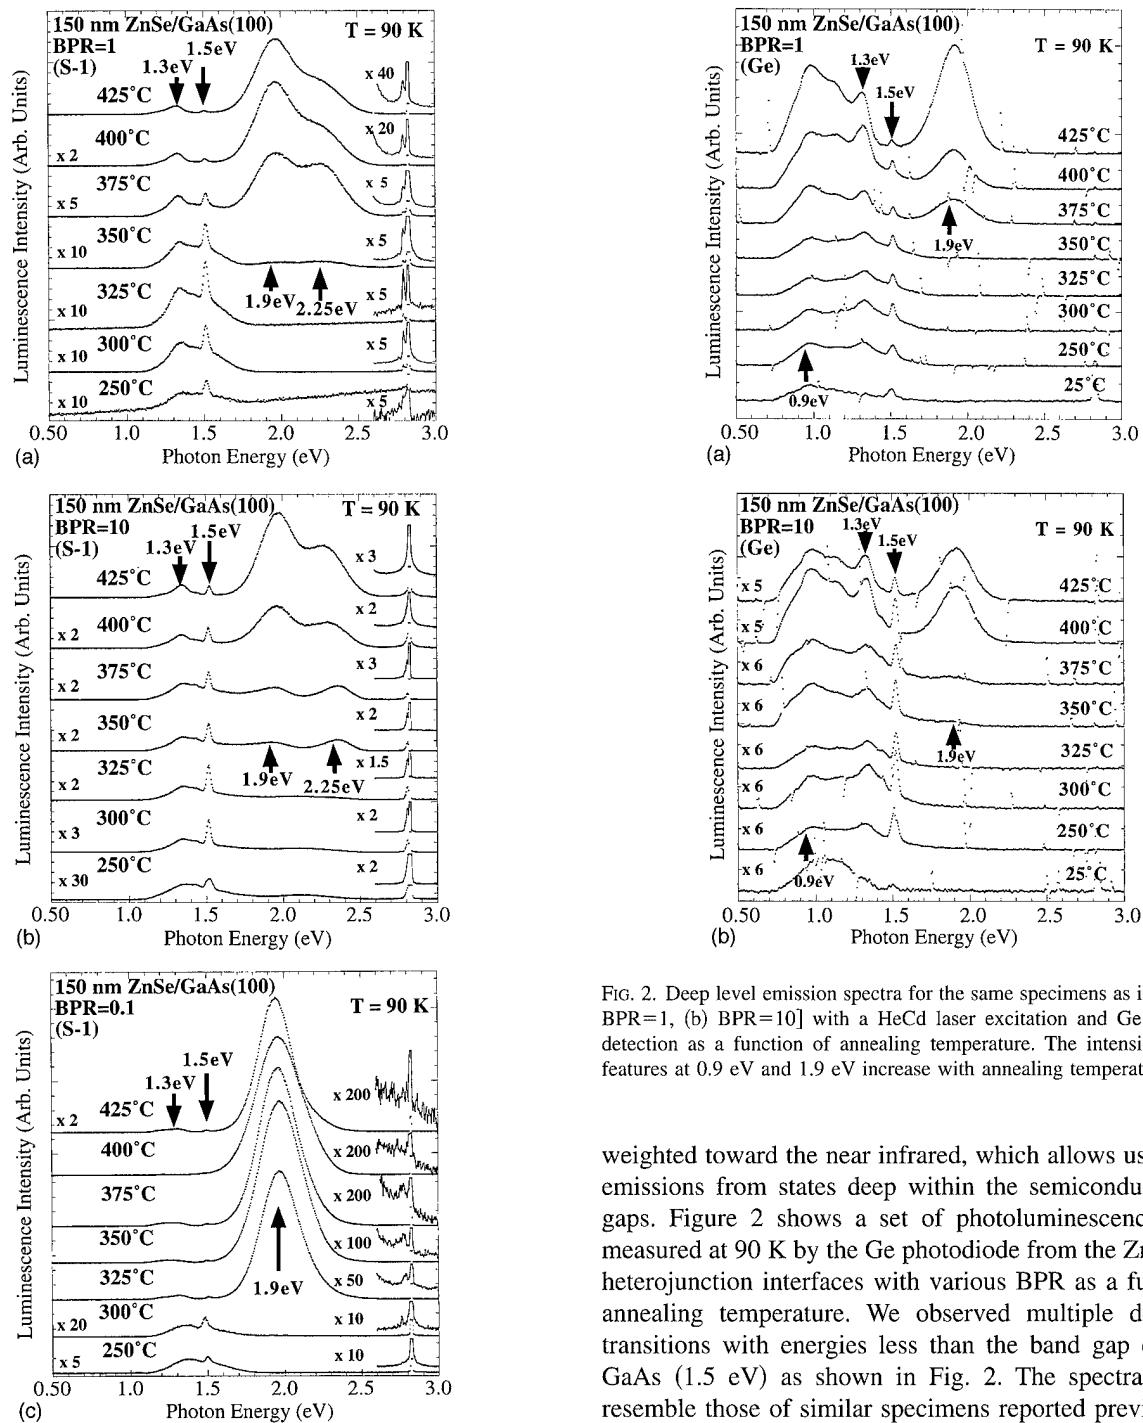 150 nm ZnSe/GaAs(100)
BPR=1
(S-1)
T = 90 K
1.3eV
1.5eV
x 40
425˚C
x 20
400˚C
x 2
375˚C
x 5
x 5
350˚C
x 10
x 5
1.9eV
2.25eV
325˚C
x 10
x 5
300˚C
x 10
x 5
250˚C
x 10
x 5
0.50 1.0 1.5 2.0 2.5 3.0
Photon Energy (eV)
Luminescence Intensity (Arb. Units)
(a)
150 nm ZnSe/GaAs(100)
BPR=10
(S-1)
T = 90 K
1.3eV
1.5eV
x 3
425˚C
x 2
400˚C
x 2
x 3
375˚C
x 2
x 2
350˚C
x 2
x 1.5
1.9eV
2.25eV
325˚C
x 2
x 2
300˚C
x 3
x 2
250˚C
x 30
0.50 1.0 1.5 2.0 2.5 3.0
Photon Energy (eV)
Luminescence Intensity (Arb. Units)
(b)
150 nm ZnSe/GaAs(100)
BPR=0.1
(S-1)
T = 90 K
1.3eV
1.5eV
x 200
425˚C
x 2
400˚C
x 200
375˚C
x 200
350˚C
x 100
325˚C
x 50
1.9eV
300˚C
x 20
x 10
250˚C
x 5
x 10
0.50 1.0 1.5 2.0 2.5 3.0
Photon Energy (eV)
Luminescence Intensity (Arb. Units)
(c)
150 nm ZnSe/GaAs(100)
BPR=1
(Ge)
T = 90 K
1.3eV
1.5eV
425˚C
400˚C
375˚C
1.9eV
350˚C
325˚C
300˚C
250˚C
25˚C
0.9eV
0.5 1.0 1.5 2.0 2.5 3.0
Photon Energy (eV)
Luminescence Intensity (Arb. Units)
(a)
150 nm ZnSe/GaAs(100)
BPR=10
(Ge)
T = 90 K
1.3eV
1.5eV
x 5
425˚C
x 5
400˚C
x 6
375˚C
x 6
350˚C
1.9eV
x 6
325˚C
x 6
300˚C
x 6
250˚C
x 6
0.9eV
25˚C
0.5 1.0 1.5 2.0 2.5 3.0
Photon Energy (eV)
Luminescence Intensity (Arb. Units)
(b)
FIG. 2. Deep level emission spectra for the same specimens as i
BPR=1, (b) BPR=10] with a HeCd laser excitation and Ge
detection as a function of annealing temperature. The intensi
features at 0.9 eV and 1.9 eV increase with annealing temperat
weighted toward the near infrared, which allows us
emissions from states deep within the semicondu
gaps. Figure 2 shows a set of photoluminescenc
measured at 90 K by the Ge photodiode from the Zn
heterojunction interfaces with various BPR as a fu
annealing temperature. We observed multiple d
transitions with energies less than the band gap o
GaAs (1.5 eV) as shown in Fig. 2. The spectra
resemble those of similar specimens reported prev